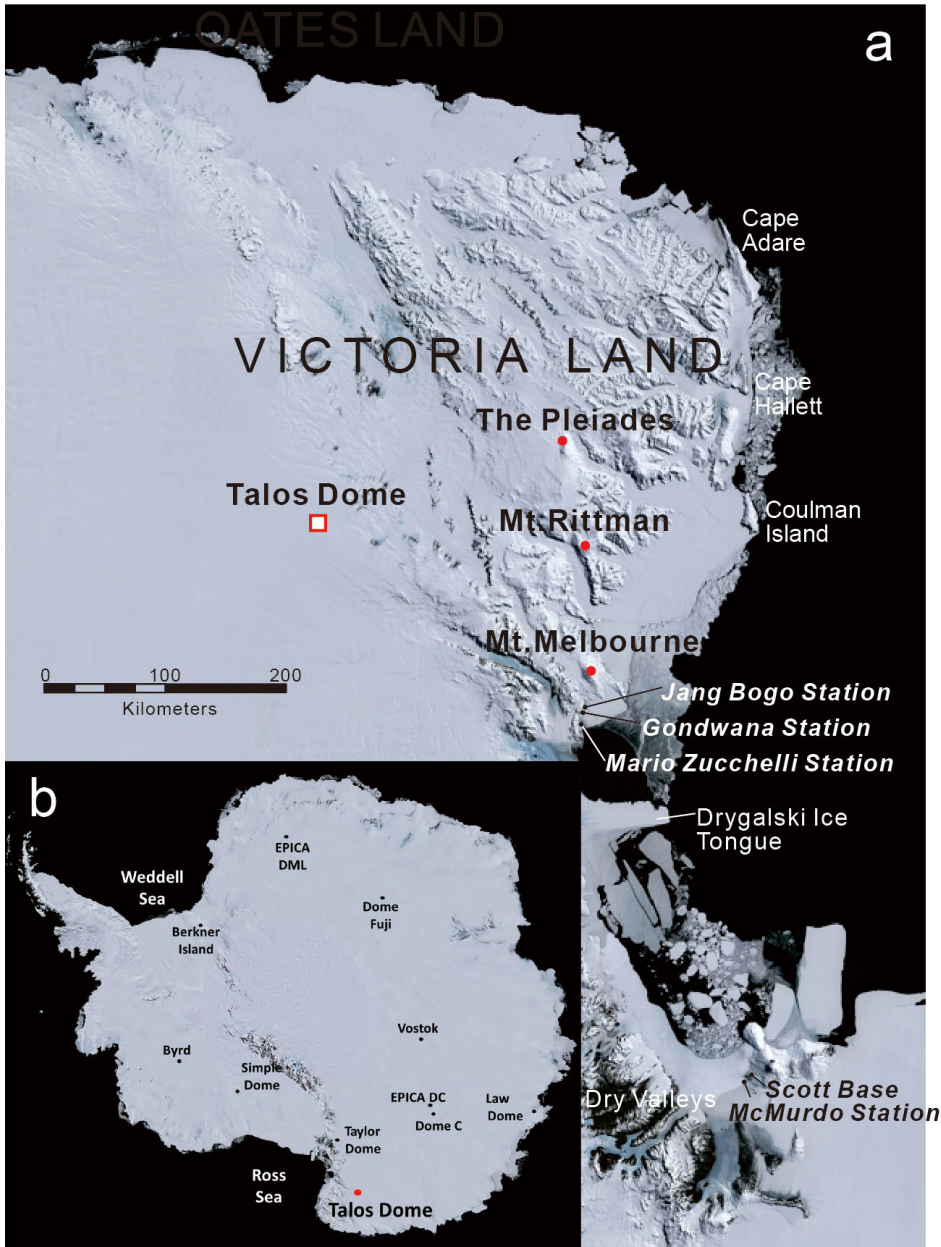 OATES LAND
a
Cape
Adare
VICTORIA LAND
Cape
Hallett
The Pleiades
Talos Dome
Coulman
Island
Mt.Rittman
Mt.Melbourne
0 100 200
Kilometers
Jang Bogo Station
Gondwana Station
Mario Zucchelli Station
Drygalski Ice
Tongue
Dry Valleys
Scott Base
McMurdo Station
b
EPICA
DML
Weddell
Sea
Dome
Fuji
Berkner
Island
Vostok
Byrd
Simple
Dome
EPICA DC
Dome C
Law
Dome
Taylor
Dome
Ross
Sea
Talos Dome